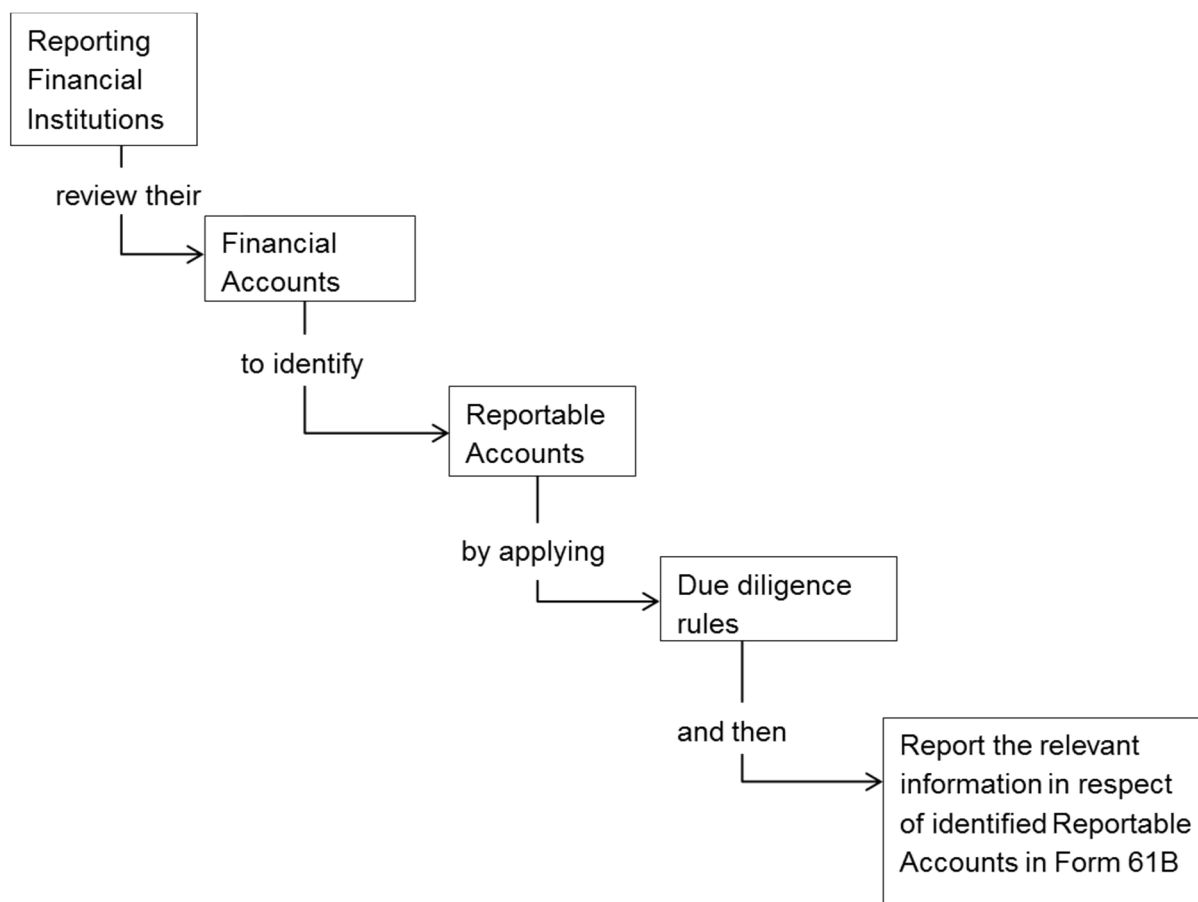 Reporting
Financial
Institutions
review their
Financial
Accounts
to identify
Reportable
Accounts
by applying
Due diligence
rules
and then
Report the relevant
information in respect
of identified Reportable
Accounts in Form 61B